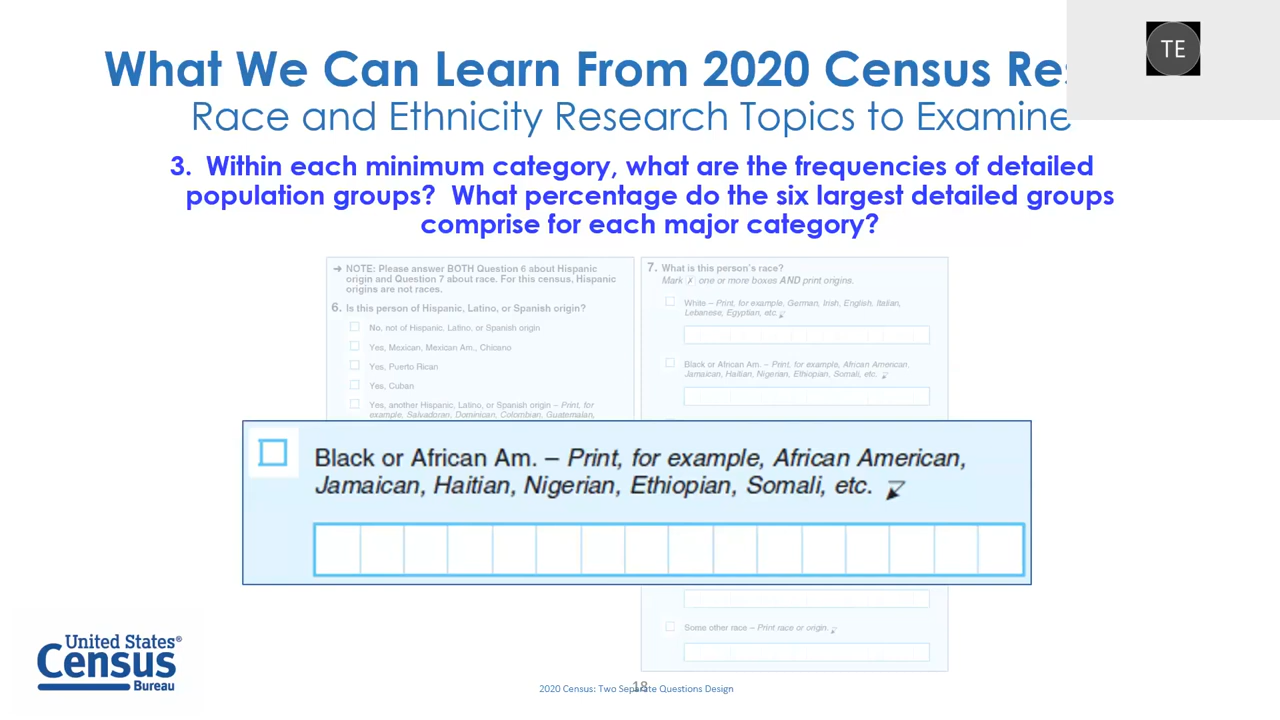 TE
What We Can Learn From 2020 Census Re
Race and Ethnicity Research Topics to Examine
3. Within each minimum category, what are the frequencies of detailed
population groups? What percentage do the six largest detailed groups
comprise for each major category?
➔ NOTE: Please answer BOTH Question 6 about Hispanic
origin and Question 7 about race. For this census, Hispanic
origins are not races.
6. Is this person of Hispanic, Latino, or Spanish origin?
No, not of Hispanic, Latino, or Spanish origin
Yes, Mexican, Mexican Am., Chicano
Yes, Puerto Rican
Yes, Cuban
Yes, another Hispanic, Latino, or Spanish origin – Print, for
example, Salvadoran, Dominican, Colombian, Guatemalan,
7. What is this person's race?
Mark ✗ one or more boxes AND print origins.
White – Print, for example, German, Irish, English, Italian,
Lebanese, Egyptian, etc.
Black or African Am. – Print, for example, African American,
Jamaican, Haitian, Nigerian, Ethiopian, Somali, etc.
Black or African Am. – Print, for example, African American,
Jamaican, Haitian, Nigerian, Ethiopian, Somali, etc.
Some other race – Print race or origin.
United States®
Census
Bureau
2020 Census: Two Separate Questions Design
18